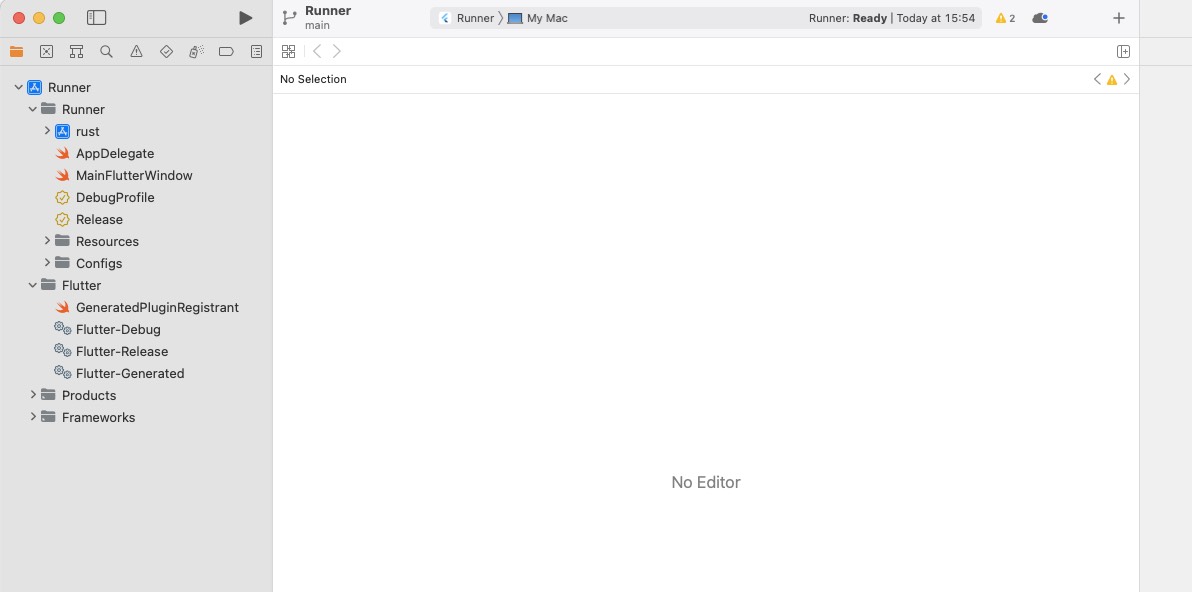 Runner
main
Runner
My Mac
Runner: Ready | Today at 15:54
2
No Selection
Runner
Runner
rust
AppDelegate
MainFlutterWindow
DebugProfile
Release
Resources
Configs
Flutter
GeneratedPluginRegistrant
Flutter-Debug
Flutter-Release
Flutter-Generated
Products
Frameworks
No Editor